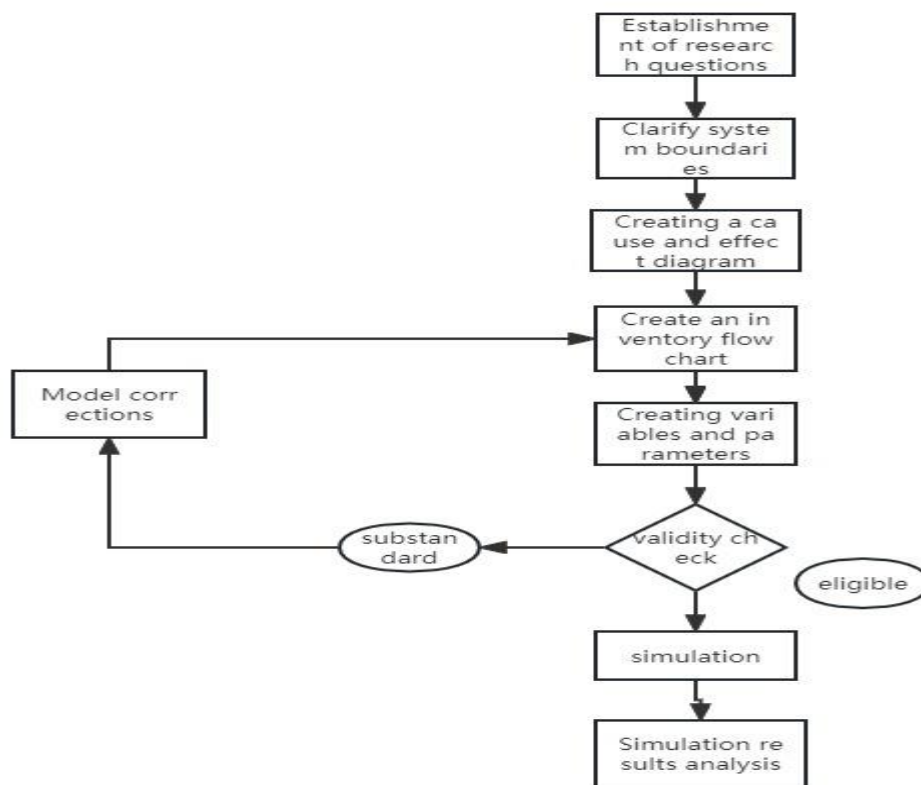 Establishme
nt of researc
h questions
Clarify syste
m boundari
es
Creating a ca
use and effec
t diagram
Create an in
ventory flow
chart
Model corr
ections
Creating vari
ables and pa
rameters
substan
dard
validity ch
eck
eligible
simulation
Simulation re
sults analysis